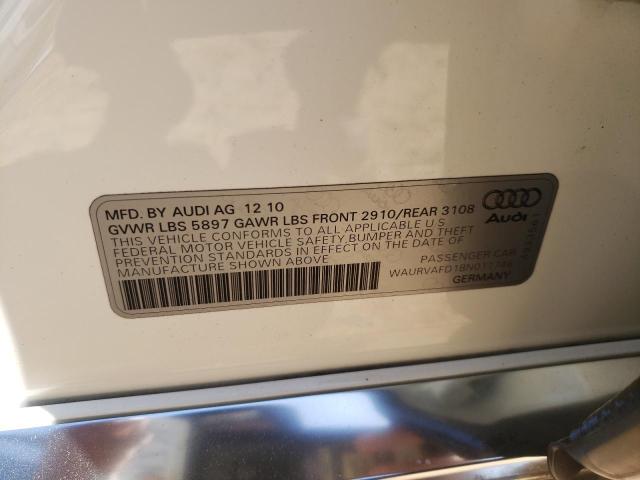 MFD. BY AUDI AG 12 10
GVWR LBS 5897 GAWR LBS FRONT 2910/REAR 3108
THIS VEHICLE CONFORMS TO ALL APPLICABLE U.S
FEDERAL MOTOR VEHICLE SAFETY BUMPER AND THEFT
PREVENTION STANDARDS IN EFFECT ON THE DATE OF
MANUFACTURE SHOWN ABOVE
PASSENGER CAR
WAURVAFD1BN011746
GERMANY
Audi